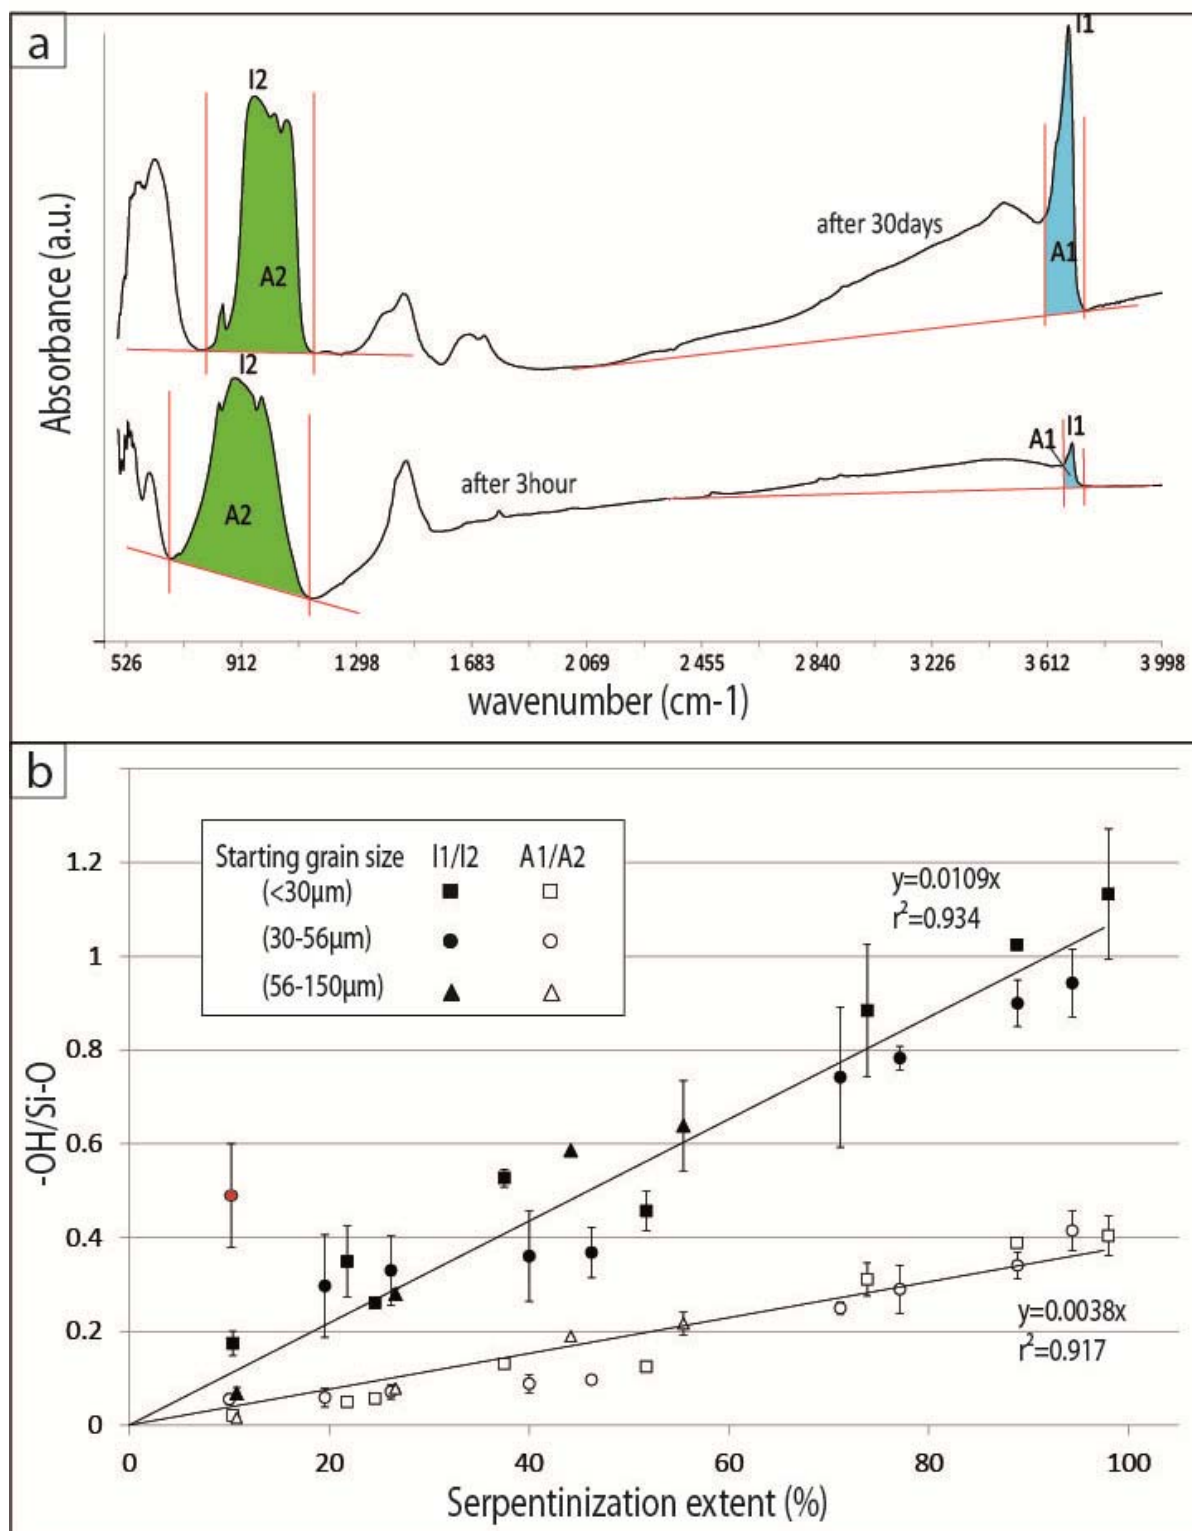 a
I1
I2
after 30days
A2
A1
Absorbance (a.u.)
I2
A1
I1
after 3hour
A2
526 912 1 298 1 683 2 069 2 455 2 840 3 226 3 612 3 998
wavenumber (cm-1)
b
Starting grain size I1/I2 A1/A2
(<30µm)
(30-56µm)
(56-150µm)
y=0.0109x
r²=0.934
1.2
1
0.8
0.6
0.4
0.2
0
-OH/Si-O
y=0.0038x
r²=0.917
0 20 40 60 80 100
Serpentinization extent (%)